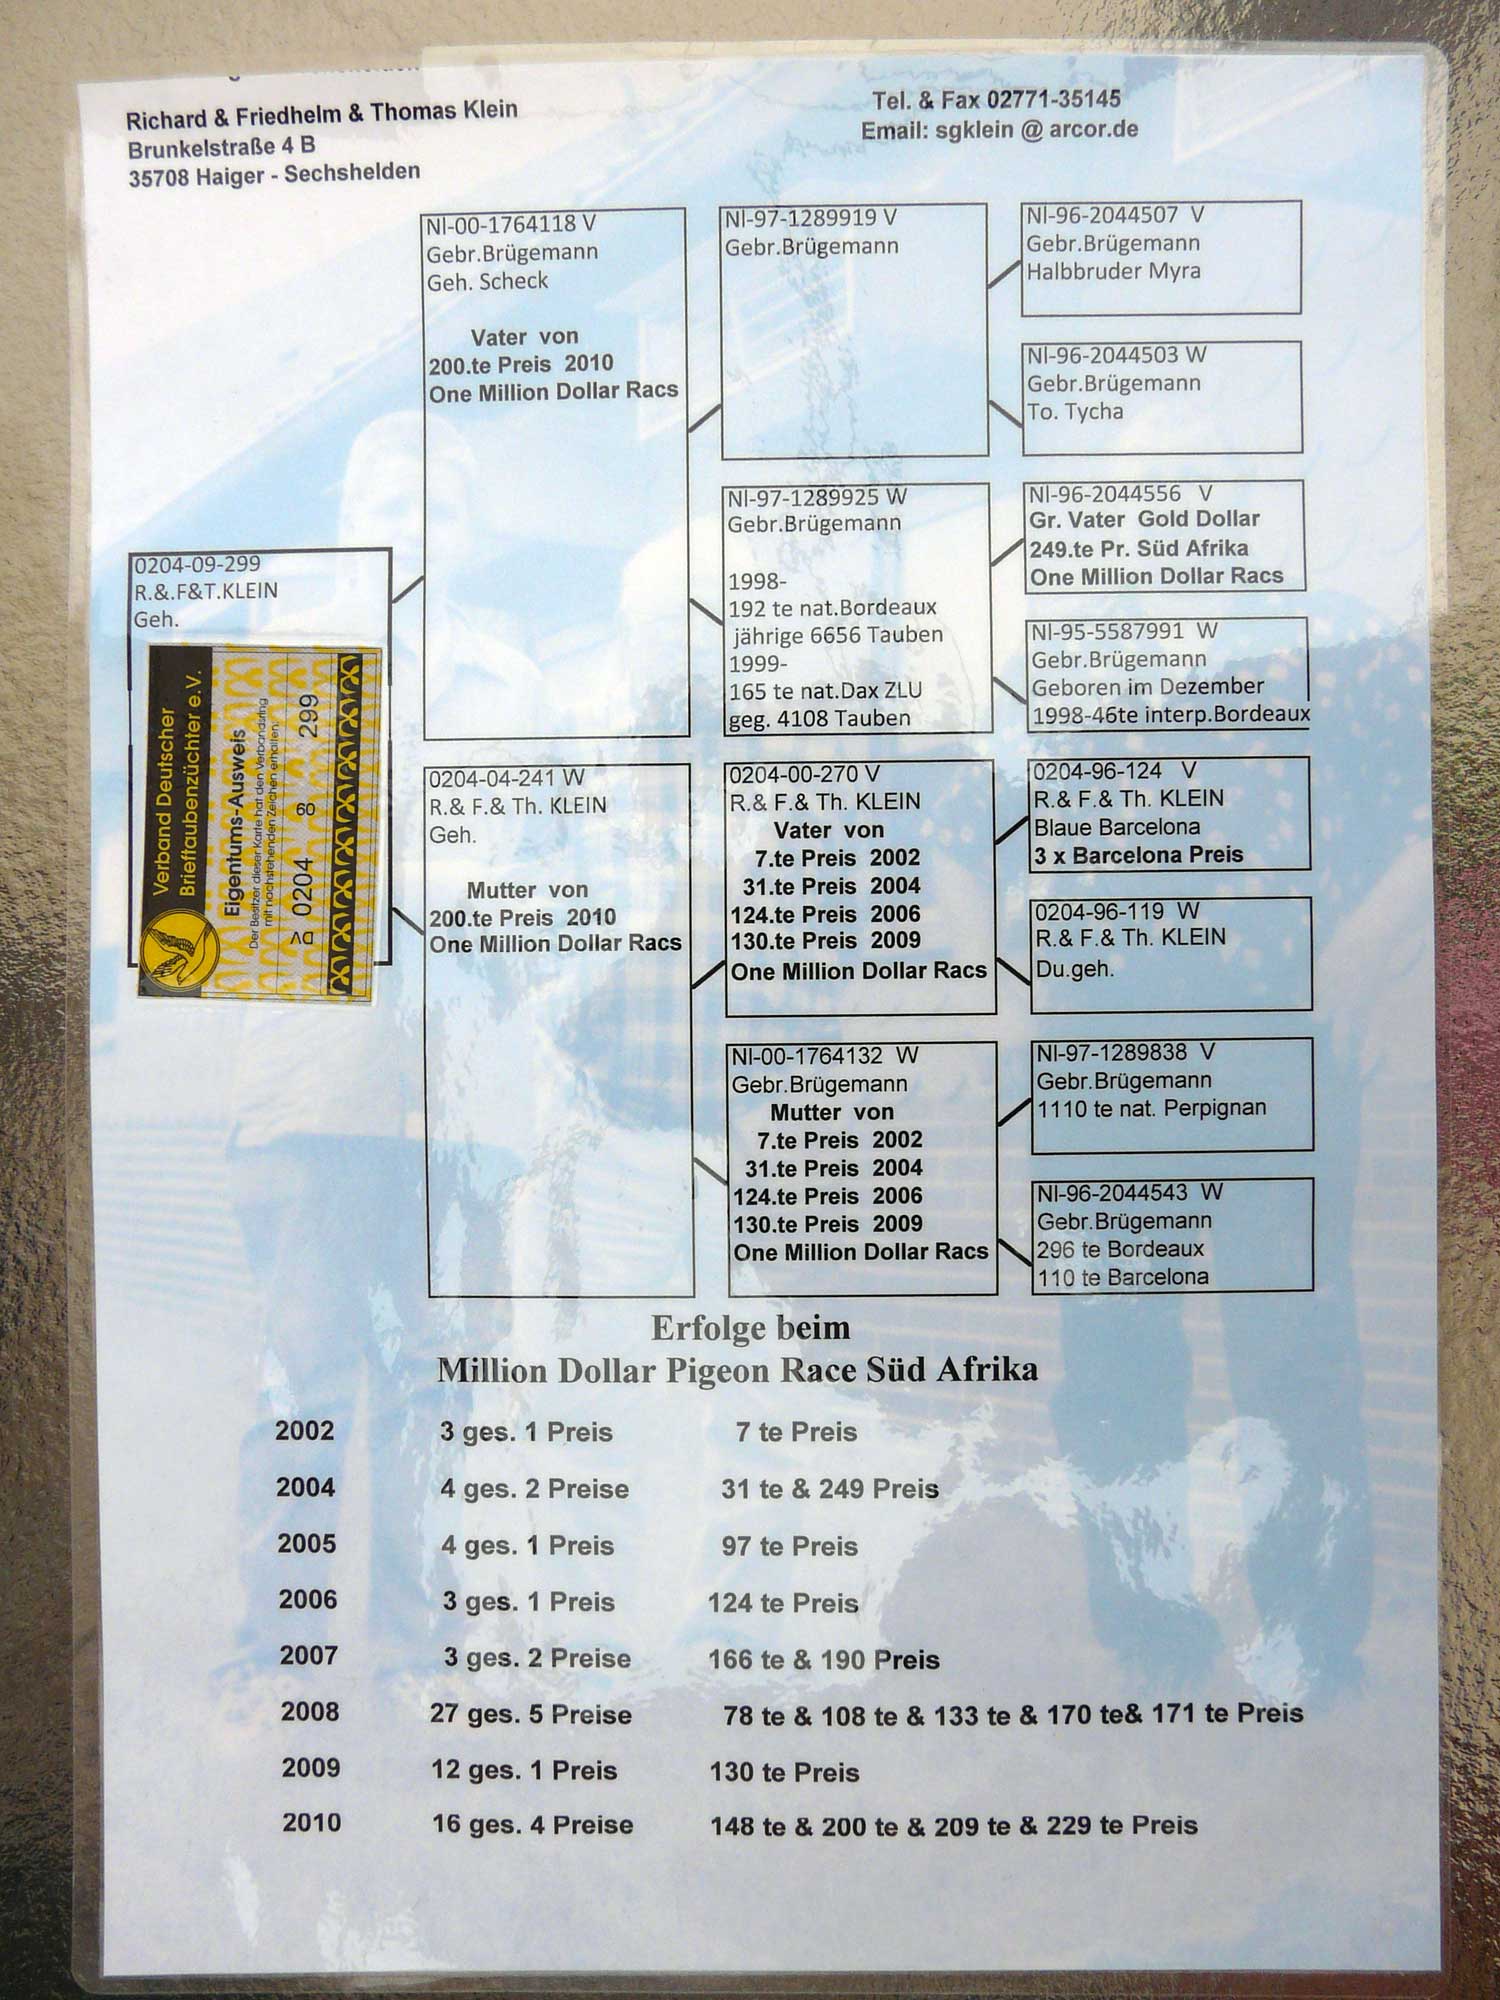 Richard & Friedhelm & Thomas Klein
Brunkelstraße 4 B
35708 Haiger - Sechshelden
Tel. & Fax 02771-35145
Email: sgklein @ arcor.de
0204-09-299
R.&.F&T.KLEIN
Geh.
Verband Deutscher
Brieftaubenzüchter e.V.
Eigentums-Ausweis
Der Besitzer dieser Karte hat den Verbandsring
mit nachstehenden Zeichen erhalten:
DV 0204 09 299
NI-00-1764118 V
Gebr.Brügemann
Geh. Scheck
Vater von
200.te Preis 2010
One Million Dollar Racs
0204-04-241 W
R.& F.& Th. KLEIN
Geh.
Mutter von
200.te Preis 2010
One Million Dollar Racs
NI-97-1289919 V
Gebr.Brügemann
NI-97-1289925 W
Gebr.Brügemann
1998-
192 te nat.Bordeaux
jährige 6656 Tauben
1999-
165 te nat.Dax ZLU
geg. 4108 Tauben
0204-00-270 V
R.& F.& Th. KLEIN
Vater von
7.te Preis 2002
31.te Preis 2004
124.te Preis 2006
130.te Preis 2009
One Million Dollar Racs
NI-00-1764132 W
Gebr.Brügemann
Mutter von
7.te Preis 2002
31.te Preis 2004
124.te Preis 2006
130.te Preis 2009
One Million Dollar Racs
NI-96-2044507 V
Gebr.Brügemann
Halbbruder Myra
NI-96-2044503 W
Gebr.Brügemann
To. Tycha
NI-96-2044556 V
Gr. Vater Gold Dollar
249.te Pr. Süd Afrika
One Million Dollar Racs
NI-95-5587991 W
Gebr.Brügemann
Geboren im Dezember
1998-46te interp.Bordeaux
0204-96-124 V
R.& F.& Th. KLEIN
Blaue Barcelona
3 x Barcelona Preis
0204-96-119 W
R.& F.& Th. KLEIN
Du.geh.
NI-97-1289838 V
Gebr.Brügemann
1110 te nat. Perpignan
NI-96-2044543 W
Gebr.Brügemann
296 te Bordeaux
110 te Barcelona
Erfolge beim
Million Dollar Pigeon Race Süd Afrika
2002 3 ges. 1 Preis 7 te Preis
2004 4 ges. 2 Preise 31 te & 249 Preis
2005 4 ges. 1 Preis 97 te Preis
2006 3 ges. 1 Preis 124 te Preis
2007 3 ges. 2 Preise 166 te & 190 Preis
2008 27 ges. 5 Preise 78 te & 108 te & 133 te & 170 te& 171 te Preis
2009 12 ges. 1 Preis 130 te Preis
2010 16 ges. 4 Preise 148 te & 200 te & 209 te & 229 te Preis